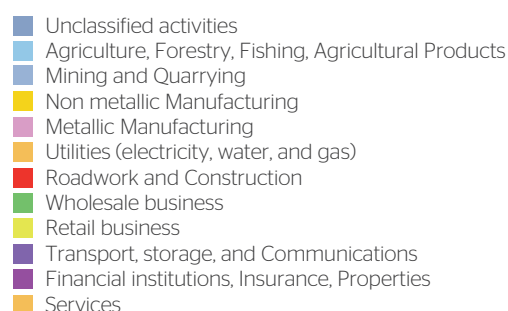 Unclassified activities
Agriculture, Forestry, Fishing, Agricultural Products
Mining and Quarrying
Non metallic Manufacturing
Metallic Manufacturing
Utilities (electricity, water, and gas)
Roadwork and Construction
Wholesale business
Retail business
Transport, storage, and Communications
Financial institutions, Insurance, Properties
Services